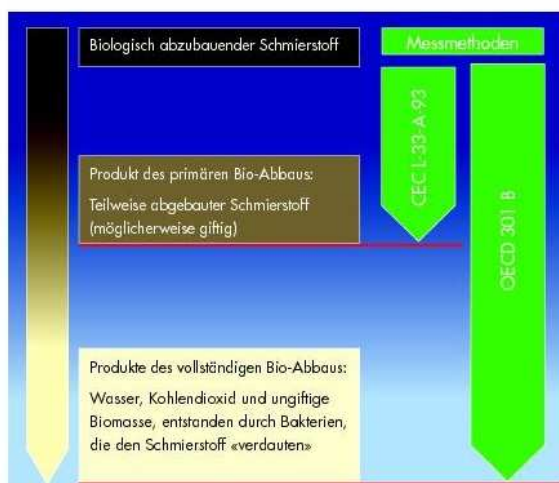 Biologisch abzubauender Schmierstoff
Messmethoden
CEC L-33-A-93
OECD 301 B
Produkt des primären Bio-Abbaus:
Teilweise abgebauter Schmierstoff
(möglicherweise giftig)
Produkte des vollständigen Bio-Abbaus:
Wasser, Kohlendioxid und ungiftige
Biomasse, entstanden durch Bakterien,
die den Schmierstoff «verdauten»